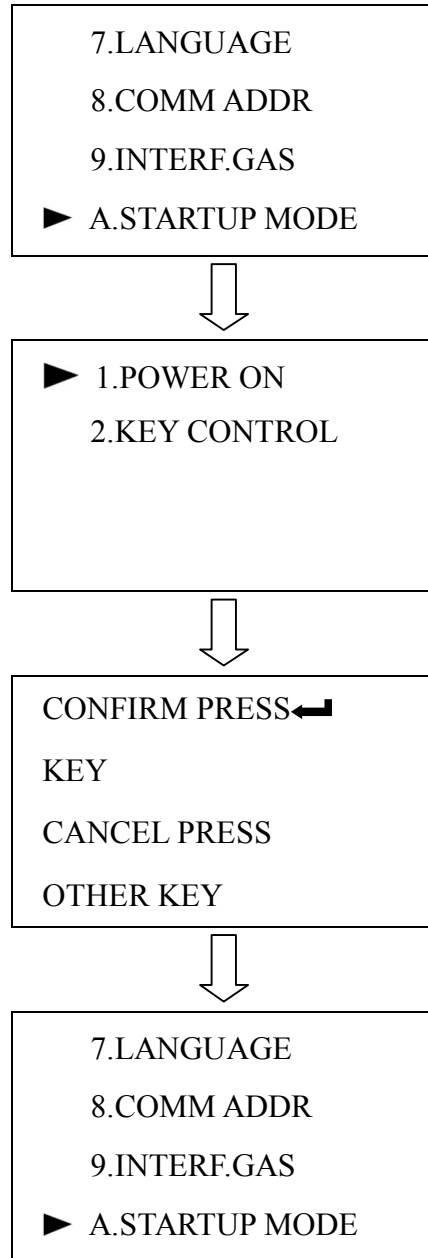 7.LANGUAGE
8.COMM ADDR
9.INTERF.GAS
► A.STARTUP MODE
► 1.POWER ON
2.KEY CONTROL
CONFIRM PRESS↵
KEY
CANCEL PRESS
OTHER KEY
7.LANGUAGE
8.COMM ADDR
9.INTERF.GAS
► A.STARTUP MODE